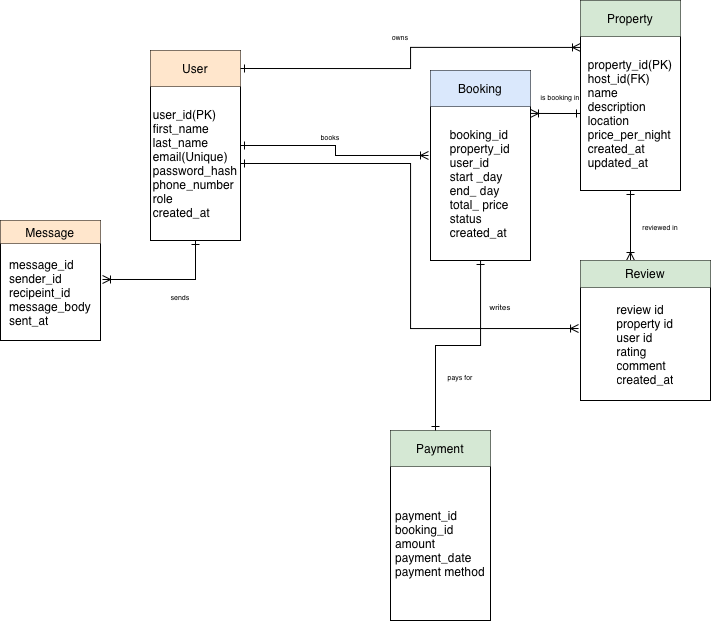 Property
property_id(PK)
host_id(FK)
name
description
location
price_per_night
created_at
updated_at
owns
User
user_id(PK)
first_name
last_name
email(Unique)
password_hash
phone_number
role
created_at
Booking
booking_id
property_id
user_id
start _day
end_ day
total_ price
status
created_at
is booking in
books
Message
message_id
sender_id
recipeint_id
message_body
sent_at
sends
reviewed in
Review
review id
property id
user id
rating
comment
created_at
writes
pays for
Payment
payment_id
booking_id
amount
payment_date
payment method